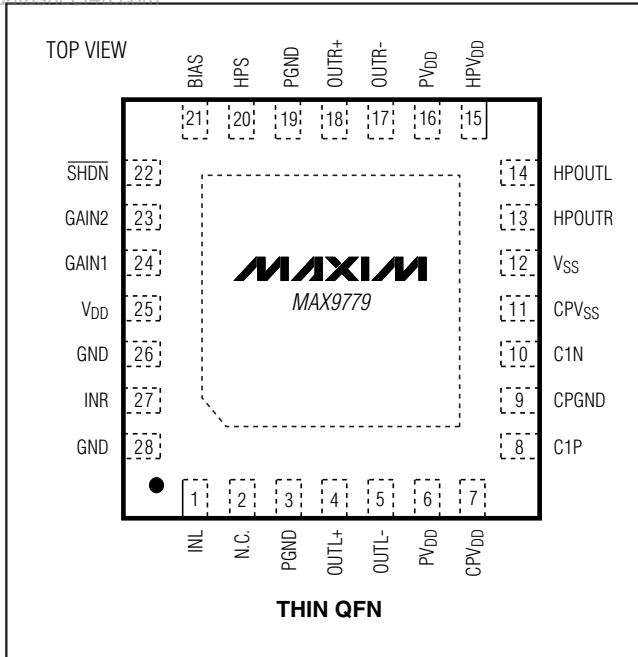 TOP VIEW
BIAS
HPS
PGND
OUTR+
OUTR-
PVDD
HPVDD
21 20 19 18 17 16 15
SHDN 22
GAIN2 23
GAIN1 24
VDD 25
GND 26
INR 27
GND 28
MAXIM
MAX9779
14 HPOUTL
13 HPOUTR
12 VSS
11 CPVSS
10 C1N
9 CPGND
8 C1P
1 2 3 4 5 6 7
INL
N.C.
PGND
OUTL+
OUTL-
PVDD
CPVDD
THIN QFN